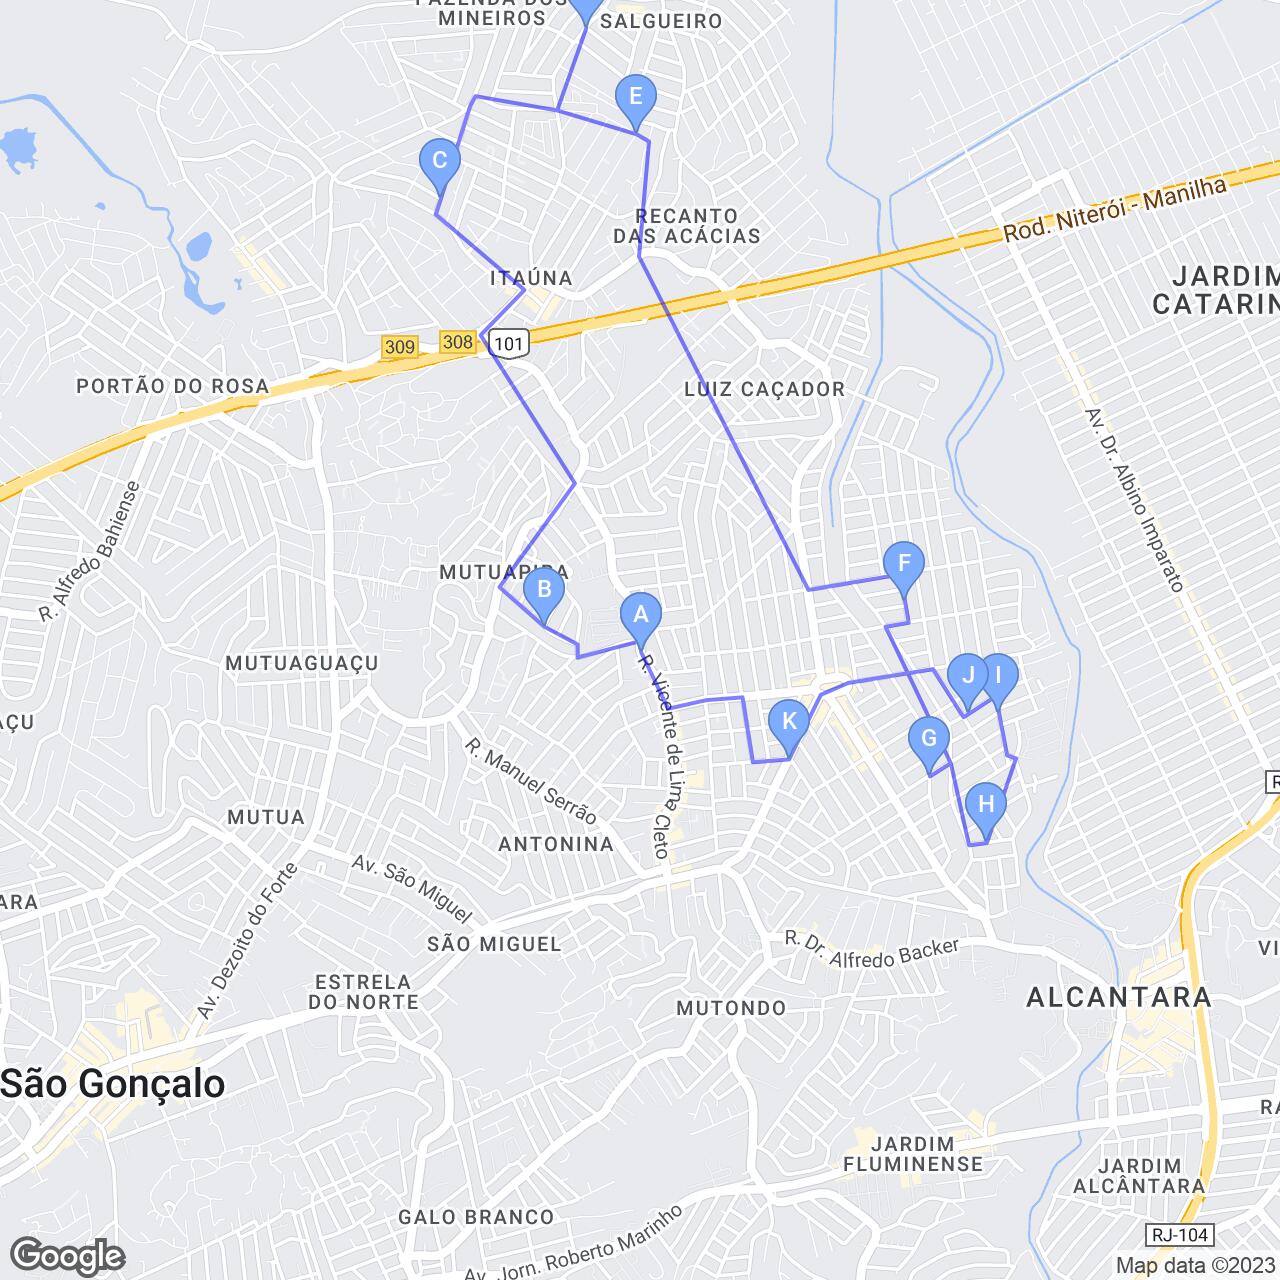 FAZENDA DOS
MINEIROS
SALGUEIRO
E
C
RECANTO
DAS ACÁCIAS
Rod. Niterói - Manilha
ITAÚNA
JARDIM
CATARIN
309
308
101
PORTÃO DO ROSA
LUIZ CAÇADOR
Av. Dr. Albino Imparato
R. Alfredo Bahiense
MUTUAPIRA
F
B
A
MUTUAGUAÇU
R. Vicente de Lima Cleto
J
I
AÇU
K
G
R. Manuel Serrão
H
MUTUA
ANTONINA
Av. São Miguel
ARA
Av. Dezoito do Forte
SÃO MIGUEL
R. Dr. Alfredo Backer
VI
ESTRELA
DO NORTE
ALCANTARA
MUTONDO
São Gonçalo
RA
JARDIM
FLUMINENSE
JARDIM
ALCÂNTARA
GALO BRANCO
Av. Jorn. Roberto Marinho
RJ-104
Google
Map data ©2023